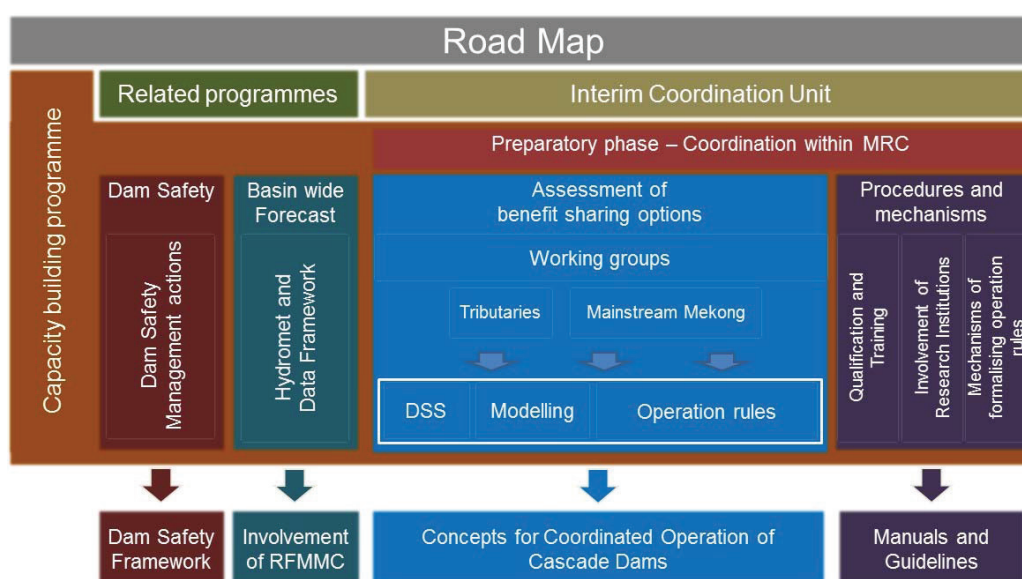 Road Map
Capacity building programme
Related programmes
Interim Coordination Unit
Preparatory phase – Coordination within MRC
Dam Safety
Dam Safety
Management actions
Basin wide
Forecast
Hydromet and
Data Framework
Assessment of
benefit sharing options
Working groups
Tributaries
Mainstream Mekong
DSS
Modelling
Operation rules
Procedures and
mechanisms
Qualification and
Training
Involvement of
Research Institutions
Mechanisms of
formalising operation
rules
Dam Safety
Framework
Involvement
of RFMMC
Concepts for Coordinated Operation of
Cascade Dams
Manuals and
Guidelines